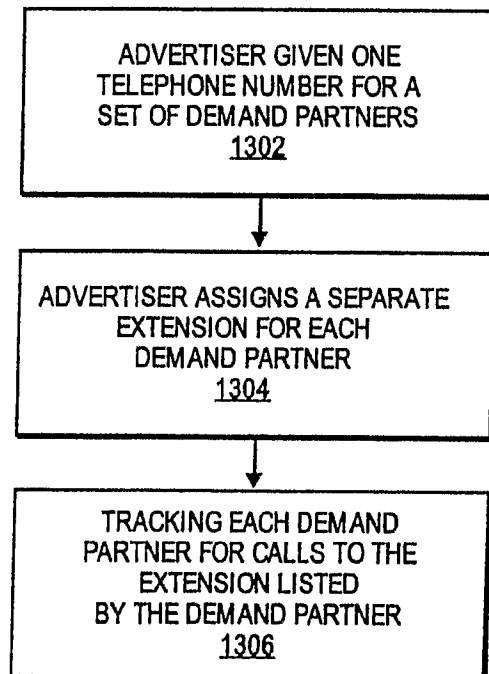 ADVERTISER GIVEN ONE
TELEPHONE NUMBER FOR A
SET OF DEMAND PARTNERS
1302
ADVERTISER ASSIGNS A SEPARATE
EXTENSION FOR EACH
DEMAND PARTNER
1304
TRACKING EACH DEMAND
PARTNER FOR CALLS TO THE
EXTENSION LISTED
BY THE DEMAND PARTNER
1306